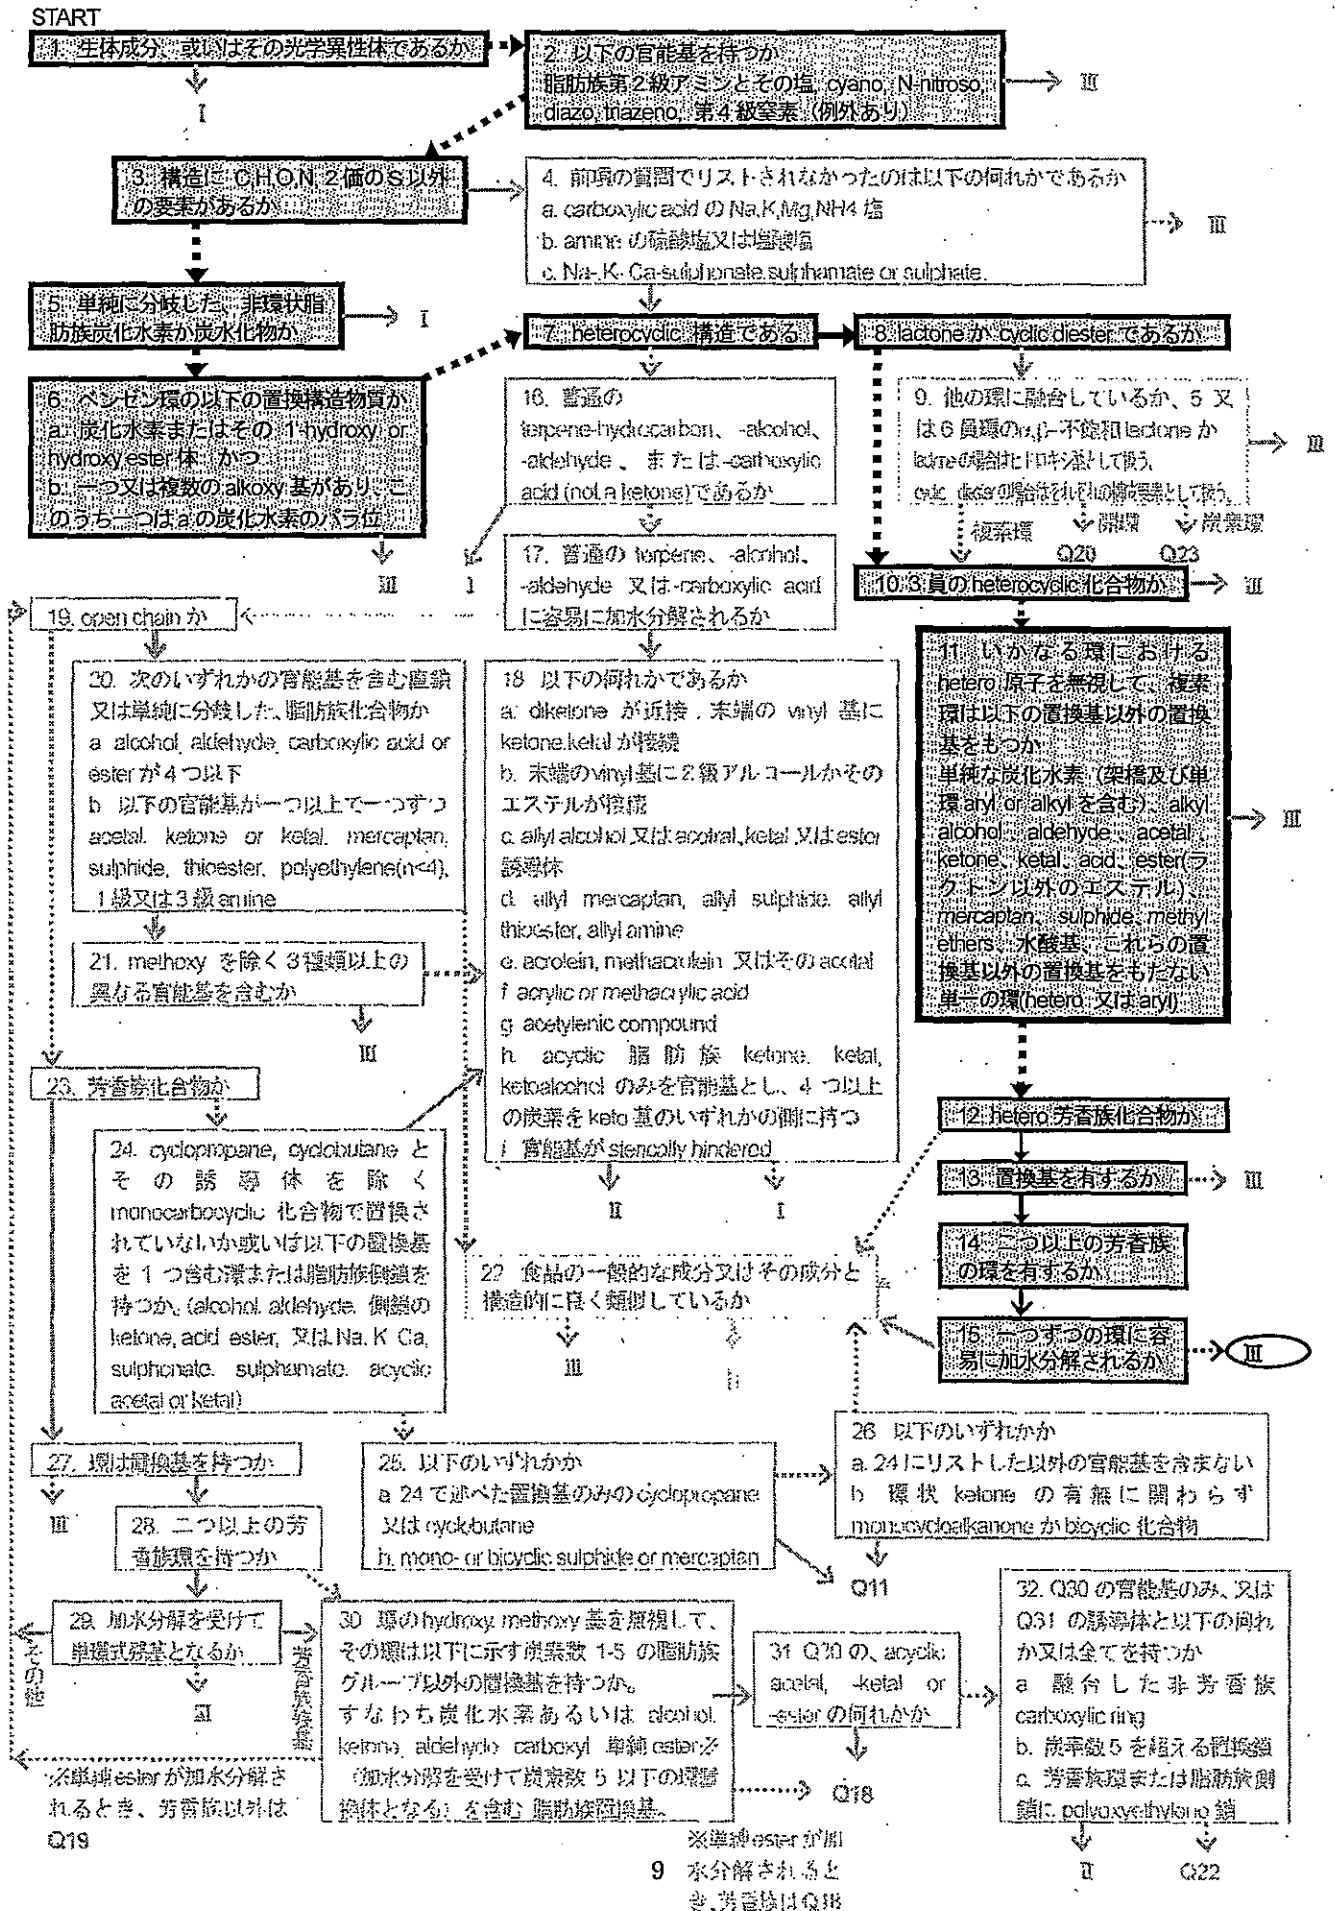 START
1. 生体成分、或いはその光学異性体であるか
I
2. 以下の官能基を持つか
脂肪族第2級アミンとその塩, cyano, N-nitroso,
diazo, triazeno, 第4級窒素（例外あり）
III
3. 構造に C,H,O,N, 2価のS以外
の要素があるか
4. 前項の質問でリストされなかったのは以下の何れかであるか
a. carboxylic acid の Na,K,Mg,NH4 塩
b. amine の硫酸塩又は塩酸塩
c. Na-,K- Ca-sulphonate,sulphamate or sulphate.
III
5. 単純に分岐した、非環状脂
肪族炭化水素か炭水化物か
I
6. ベンゼン環の以下の置換構造物質か
a. 炭化水素またはその 1'-hydroxy or
hydroxy ester 体 かつ
b. 一つ又は複数の alkoxy 基があり、こ
のうち一つは a の炭化水素のパラ位
III
7. heterocyclic 構造である
8. lactone か cyclic diester であるか
9. 他の環に融合しているか、5 又
は 6 員環のα,β-不飽和 lactone か
lactone の場合はヒドロキシ基として扱う。
cyclic diester の場合はそれぞれの構成要素として扱う。
III
複素環
開環
炭素環
Q20
Q23
10. 3 員の heterocyclic 化合物か
III
11. いかなる環における
hetero 原子を無視して、複素
環は以下の置換基以外の置換
基をもつか
単純な炭化水素（架橋及び単
環 aryl or alkyl を含む）、alkyl
alcohol、aldehyde、acetal、
ketone、ketal、acid、ester(ラ
クトン以外のエステル)、
mercaptan、sulphide、methyl
ethers、水酸基、これらの置
換基以外の置換基をもたない
単一の環(hetero 又は aryl)
III
12. hetero 芳香族化合物か
13. 置換基を有するか
III
14. 二つ以上の芳香族
の環を有するか
15. 一つずつの環に容
易に加水分解されるか
III
16. 普通の
terpene-hydrocarbon、-alcohol、
-aldehyde、または-carboxylic
acid (not a ketone)であるか
I
17. 普通の terpene、-alcohol、
-aldehyde 又は-carboxylic acid
に容易に加水分解されるか
18. 以下の何れかであるか
a. diketone が近接．末端の vinyl 基に
ketone,ketal が接続
b. 末端の vinyl 基に2級アルコールかその
エステルが接続
c. allyl alcohol 又は acetal,ketal 又は ester
誘導体
d. allyl mercaptan, allyl sulphide, allyl
thioester, allyl amine
e. acrolein, methacrolein 又はその acetal
f. acrylic or methacrylic acid
g. acetylenic compound
h. acyclic 脂肪族 ketone, ketal,
ketoalcohol のみを官能基とし、4 つ以上
の炭素を keto 基のいずれかの側に持つ
i. 官能基が sterically hindered
II
I
19. open chain か
20. 次のいずれかの官能基を含む直鎖
又は単純に分岐した、脂肪族化合物か
a alcohol, aldehyde, carboxylic acid or
ester が 4 つ以下
b 以下の官能基が一つ以上で一つずつ
acetal, ketone or ketal, mercaptan,
sulphide, thioester, polyethylene(n<4),
1級又は3級 amine
21. methoxy を除く3種類以上の
異なる官能基を含むか
III
22. 食品の一般的な成分又はその成分と
構造的に良く類似しているか
III
II
23. 芳香族化合物か
24. cyclopropane, cyclobutane と
その誘導体を除く
monocarbocyclic 化合物で置換さ
れていないか或いは以下の置換基
を 1 つ含む環または脂肪族側鎖を
持つか。(alcohol, aldehyde, 側鎖の
ketone, acid ester, 又は Na, K Ca,
sulphonate, sulphamate, acyclic
acetal or ketal)
25. 以下のいずれかか
a 24 で述べた置換基のみの cyclopropane
又は cyclobutane
b. mono- or bicyclic sulphide or mercaptan
Q11
26 以下のいずれかか
a. 24 にリストした以外の官能基を含まない
b 環状 ketone の有無に関わらず
monocycloalkanone か bicyclic 化合物
27. 環は置換基を持つか
III
28. 二つ以上の芳
香族環を持つか
29. 加水分解を受けて
単環式残基となるか
III
その他
芳香族残基
30 環の hydroxy, methoxy 基を無視して、
その環は以下に示す炭素数 1-5 の脂肪族
グループ以外の置換基を持つか。
すなわち炭化水素あるいは alcohol,
ketone, aldehyde carboxyl 単純 ester※
（加水分解を受けて炭素数 5 以下の環置
換体となる）を含む 脂肪族置換基。
31 Q30 の、acyclic
acetal, -ketal or
-ester の何れかか
Q18
32. Q30 の官能基のみ、又は
Q31 の誘導体と以下の何れ
か又は全てを持つか
a 融合した非芳香族
carboxylic ring
b. 炭素数 5 を超える置換鎖
c. 芳香族環または脂肪族側
鎖に polyoxyethylene 鎖
II
Q22
※単純 ester が加水分解さ
れるとき、芳香族以外は
Q19
※単純 ester が加
水分解されると
き,芳香族は Q18
9